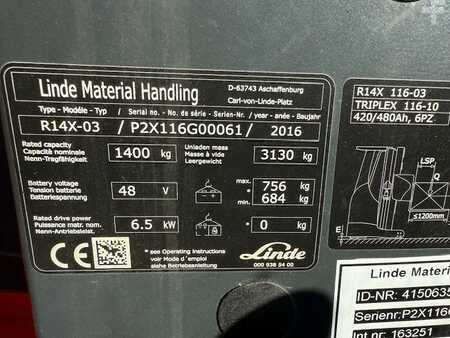 Linde Material Handling
D-63743 Aschaffenburg
Carl-von-Linde-Platz
Type - Modèle - Typ / Serial no. - No. de série - Serien-Nr. / year - année - Baujahr
R14X-03 / P2X116G00061 / 2016
Rated capacity
Capacité nominale
Nenn-Tragfähigkeit
1400 kg
Unladen mass
Masse à vide
Leergewicht
3130 kg
Battery voltage
Tension batterie
Batteriespannung
48 V
max 756 kg
min 684 kg
Rated drive power
Puissance mot. nom.
Nenn-Antriebsleist.
6.5 kW
* 0 kg
CE
* see Operating Instructions
voir Mode d'emploi
siehe Betriebsanleitung
Linde
000 938 54 00
R14X 116-03
TRIPLEX 116-10
420/480Ah, 6PZ
LSP
Q
≤1200mm
E
Linde Mater
ID-NR: 4150635
Serienr: P2X116
Int.nr 163251